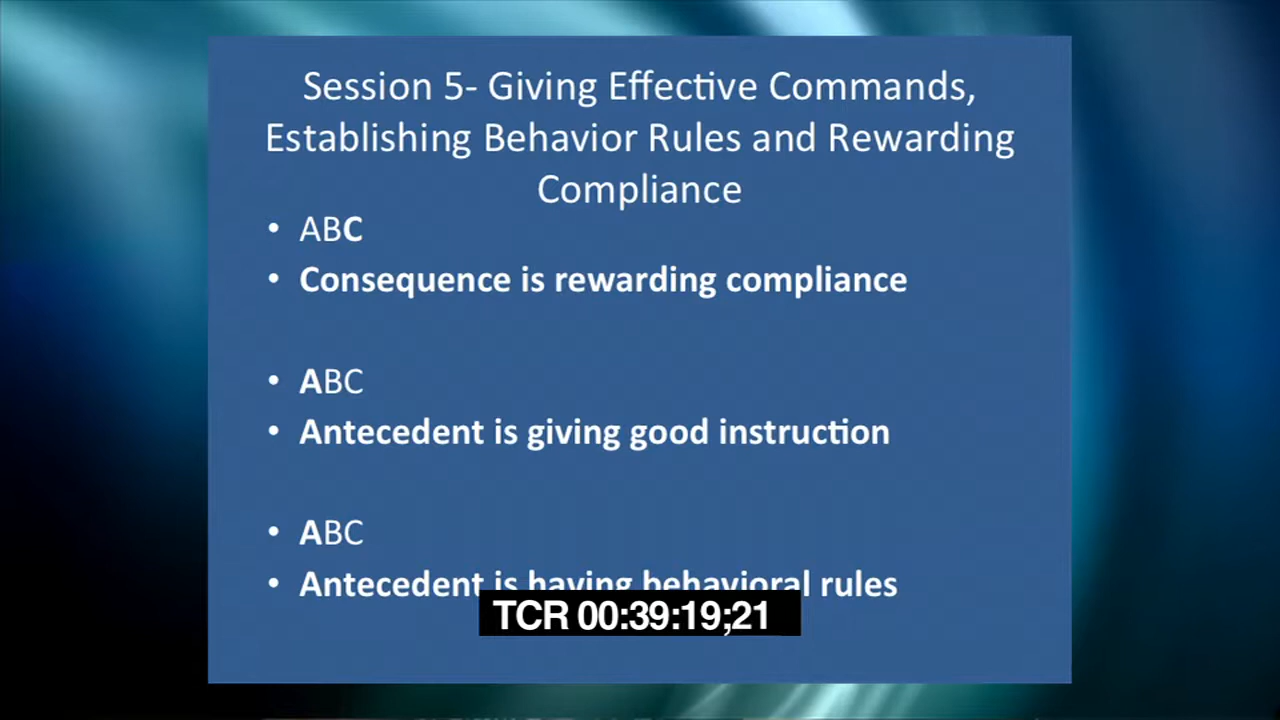 Session 5- Giving Effective Commands,
Establishing Behavior Rules and Rewarding
Compliance
• ABC
• Consequence is rewarding compliance
• ABC
• Antecedent is giving good instruction
• ABC
• Antecedent is having behavioral rules
TCR 00:39:19;21